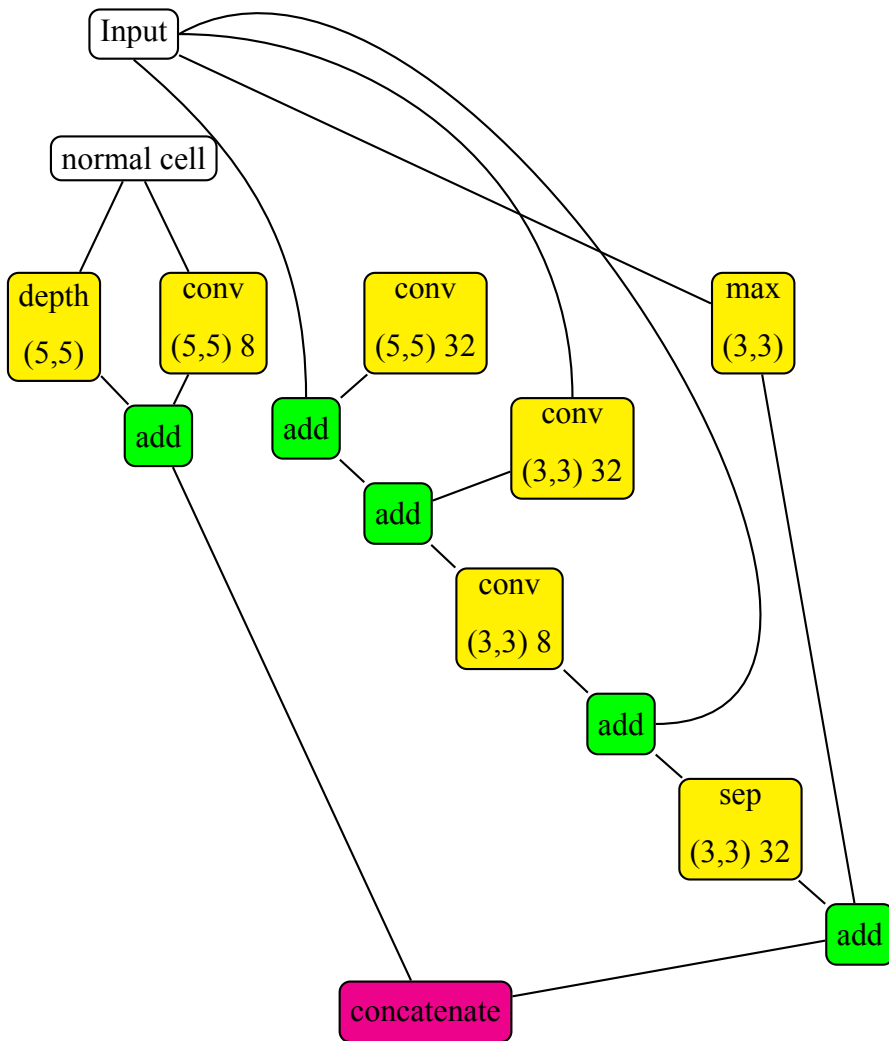 Input
normal cell
depth
(5,5)
conv
(5,5) 8
conv
(5,5) 32
max
(3,3)
add
add
conv
(3,3) 32
add
conv
(3,3) 8
add
sep
(3,3) 32
add
concatenate